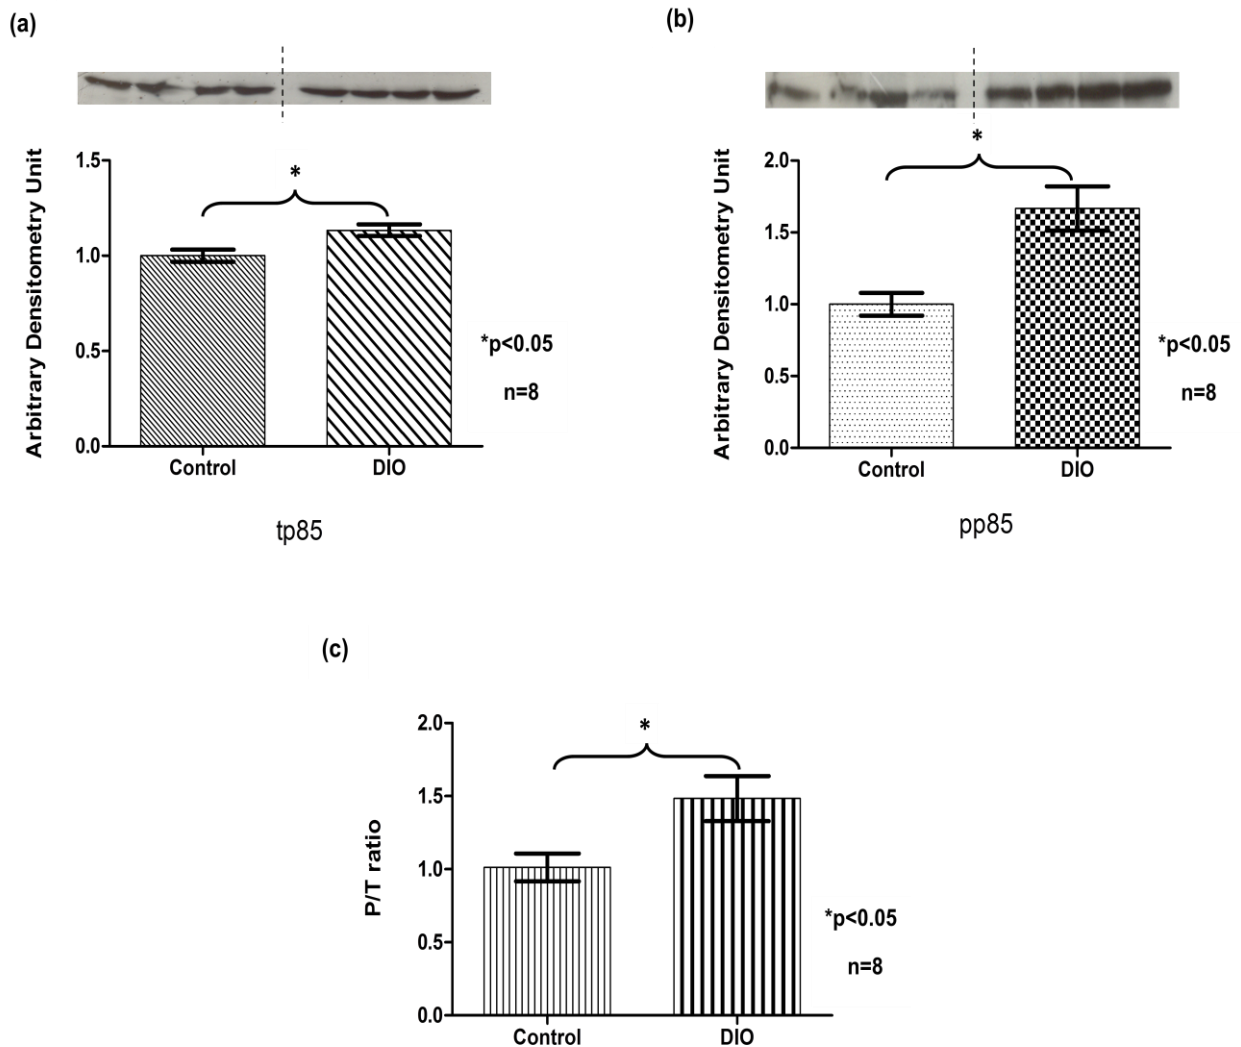 (a)
*
Arbitrary Densitometry Unit
1.5
1.0
0.5
0.0
Control
DIO
*p<0.05
n=8
tp85
(b)
*
Arbitrary Densitometry Unit
2.0
1.5
1.0
0.5
0.0
Control
DIO
*p<0.05
n=8
pp85
(c)
*
P/T ratio
2.0
1.5
1.0
0.5
0.0
Control
DIO
*p<0.05
n=8